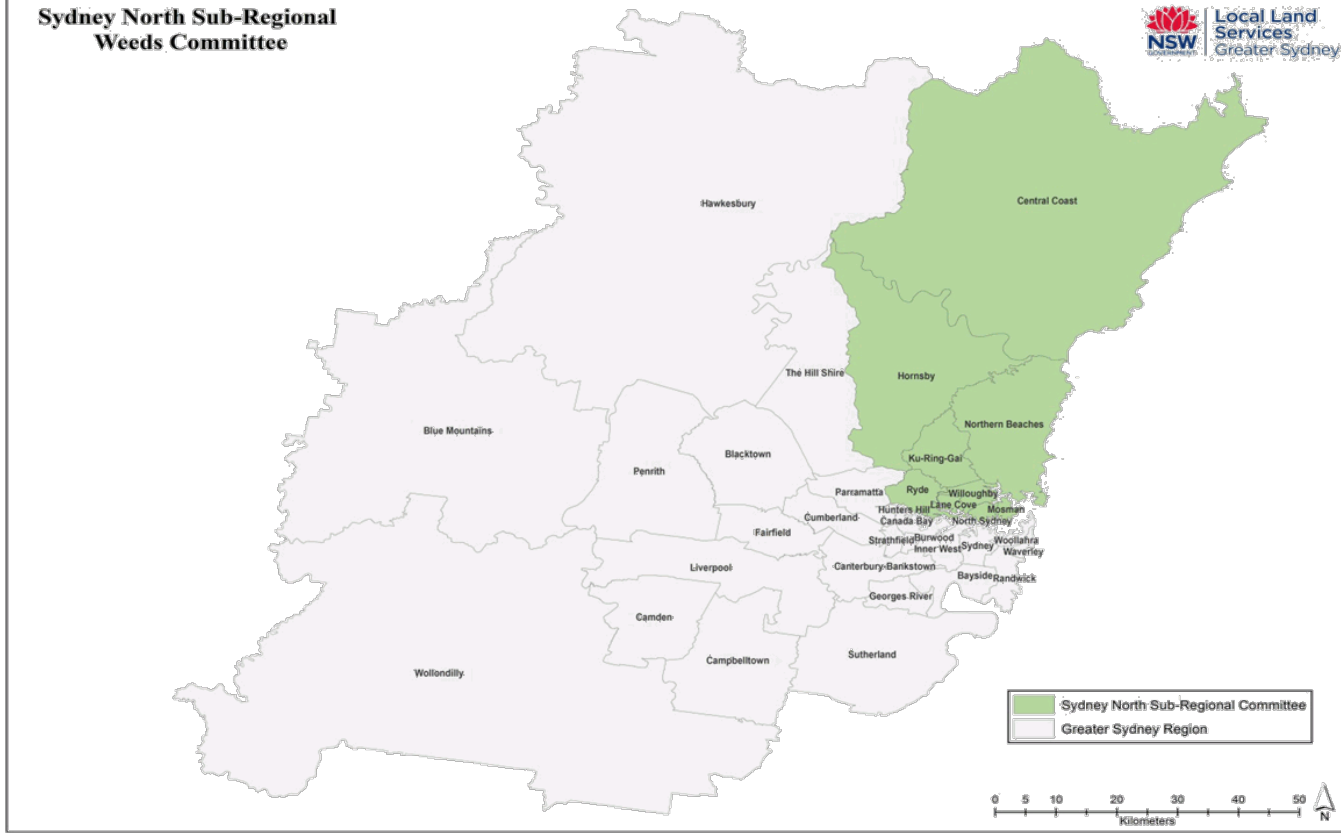 Sydney North Sub-Regional
Weeds Committee
NSW
GOVERNMENT
Local Land
Services
Greater Sydney
Hawkesbury
Central Coast
The Hill Shire
Hornsby
Northern Beaches
Blue Mountains
Ku-Ring-Gai
Blacktown
Penrith
Parramatta
Ryde
Willoughby
Lane Cove
Hunters Hill
Mosman
Cumberland
Canada Bay
North Sydney
Fairfield
Strathfield
Burwood
Inner West
Sydney
Woollahra
Waverley
Liverpool
Canterbury-Bankstown
Bayside
Randwick
Georges River
Camden
Campbelltown
Sutherland
Wollondilly
Sydney North Sub-Regional Committee
Greater Sydney Region
0 5 10 20 30 40 50
Kilometers
N